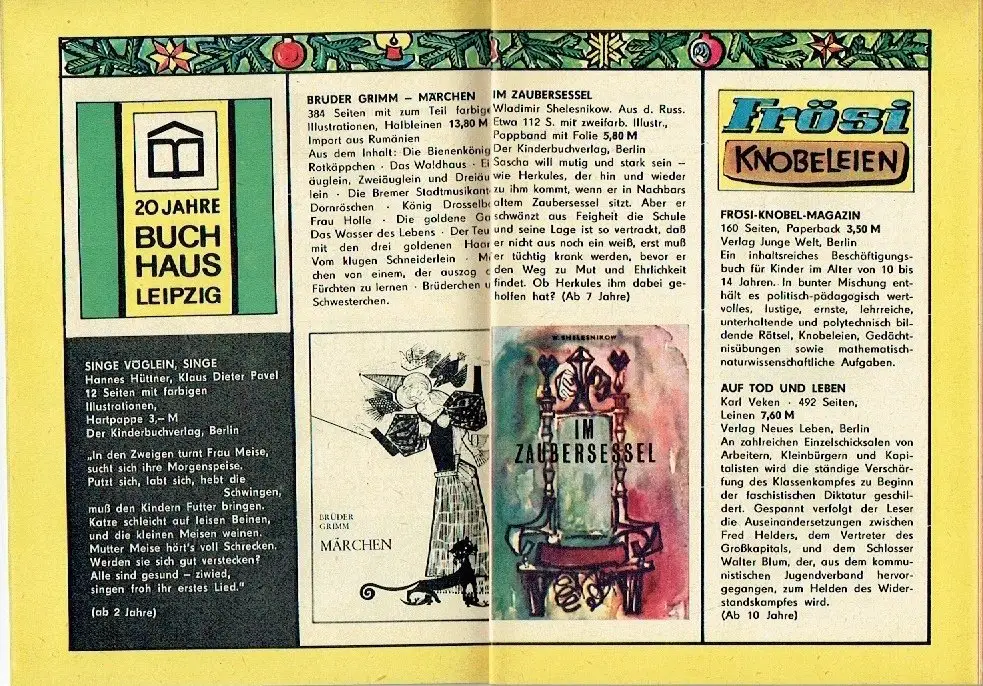 20 JAHRE
BUCH
HAUS
LEIPZIG
SINGE VÖGLEIN, SINGE
Hannes Hüttner, Klaus Dieter Pavel
12 Seiten mit farbigen
Illustrationen,
Hartpappe 3,– M
Der Kinderbuchverlag, Berlin
„In den Zweigen turnt Frau Meise,
sucht sich ihre Morgenspeise.
Putzt sich, labt sich, hebt die
Schwingen,
muß den Kindern Futter bringen.
Katze schleicht auf leisen Beinen,
und die kleinen Meisen weinen.
Mutter Meise hört's voll Schrecken.
Werden sie sich gut verstecken?
Alle sind gesund – ziwied,
singen froh ihr erstes Lied."
(ab 2 Jahre)
BRUDER GRIMM – MÄRCHEN
384 Seiten mit zum Teil farbige
Illustrationen, Halbleinen 13,80 M
Import aus Rumänien
Aus dem Inhalt: Die Bienenkönig
Rotkäppchen · Das Waldhaus · Ei
äuglein, Zweiäuglein und Dreiäu
lein · Die Bremer Stadtmusikant
Dornröschen · König Drosselb
Frau Holle · Die goldene Ga
Das Wasser des Lebens · Der Teu
mit den drei goldenen Haar
Vom klugen Schneiderlein · M
chen von einem, der auszog
Fürchten zu lernen · Brüderchen u
Schwesterchen.
BRÜDER
GRIMM
MÄRCHEN
IM ZAUBERSESSEL
Wladimir Shelesnikow. Aus d. Russ.
Etwa 112 S. mit zweifarb. Illustr.,
Pappband mit Folie 5,80 M
Der Kinderbuchverlag, Berlin
Sascha will mutig und stark sein –
wie Herkules, der hin und wieder
zu ihm kommt, wenn er in Nachbars
altem Zaubersessel sitzt. Aber er
schwänzt aus Feigheit die Schule
und seine Lage ist so vertrackt, daß
er nicht aus noch ein weiß, erst muß
er tüchtig krank werden, bevor er
den Weg zu Mut und Ehrlichkeit
findet. Ob Herkules ihm dabei ge-
holfen hat? (Ab 7 Jahre)
W. SHELESNIKOW
IM
ZAUBERSESSEL
Frösi
KNOBELEIEN
FRÖSI-KNOBEL-MAGAZIN
160 Seiten, Paperback 3,50 M
Verlag Junge Welt, Berlin
Ein inhaltsreiches Beschöftigungs-
buch für Kinder im Alter von 10 bis
14 Jahren. In bunter Mischung ent-
hält es politisch-pädagogisch wert-
volles, lustige, ernste, lehrreiche,
unterhaltende und polytechnisch bil-
dende Rätsel, Knobeleien, Gedächt-
nisübungen sowie mathematisch-
naturwissenschaftliche Aufgaben.
AUF TOD UND LEBEN
Karl Veken · 492 Seiten,
Leinen 7,60 M
Verlag Neues Leben, Berlin
An zahlreichen Einzelschicksalen von
Arbeitern, Kleinbürgern und Kapi-
talisten wird die ständige Verschär-
fung des Klassenkampfes zu Beginn
der faschistischen Diktatur geschil-
dert. Gespannt verfolgt der Leser
die Auseinandersetzungen zwischen
Fred Helders, dem Vertreter des
Großkapitals, und dem Schlosser
Walter Blum, der, aus dem kommu-
nistischen Jugendverband hervor-
gegangen, zum Helden des Wider-
standskampfes wird.
(Ab 10 Jahre)